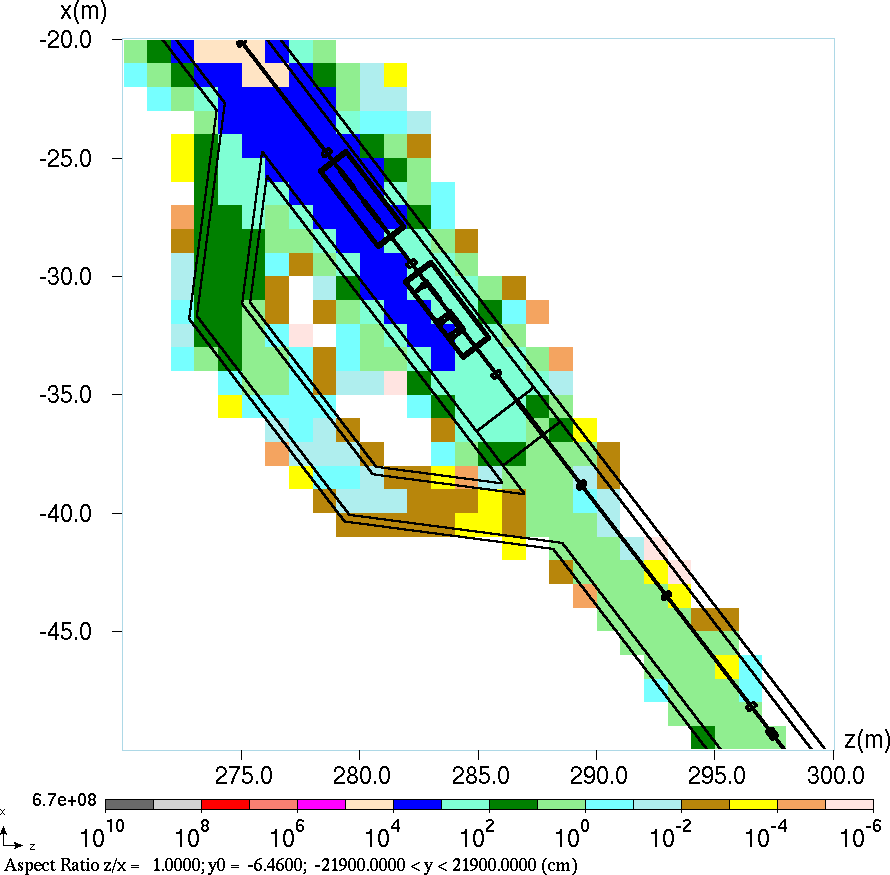 x(m)
-20.0
-25.0
-30.0
-35.0
-40.0
-45.0
z(m)
275.0 280.0 285.0 290.0 295.0 300.0
6.7e+08
10^10 10^8 10^6 10^4 10^2 10^0 10^-2 10^-4 10^-6
x
z
Aspect Ratio z/x = 1.0000; y0 = -6.4600; -21900.0000 < y < 21900.0000 (cm)